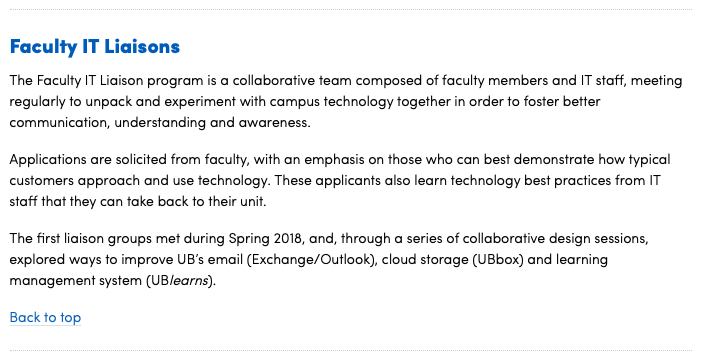 Faculty IT Liaisons
The Faculty IT Liaison program is a collaborative team composed of faculty members and IT staff, meeting
regularly to unpack and experiment with campus technology together in order to foster better
communication, understanding and awareness.
Applications are solicited from faculty, with an emphasis on those who can best demonstrate how typical
customers approach and use technology. These applicants also learn technology best practices from IT
staff that they can take back to their unit.
The first liaison groups met during Spring 2018, and, through a series of collaborative design sessions,
explored ways to improve UB’s email (Exchange/Outlook), cloud storage (UBbox) and learning
management system (UBlearns).
Back to top